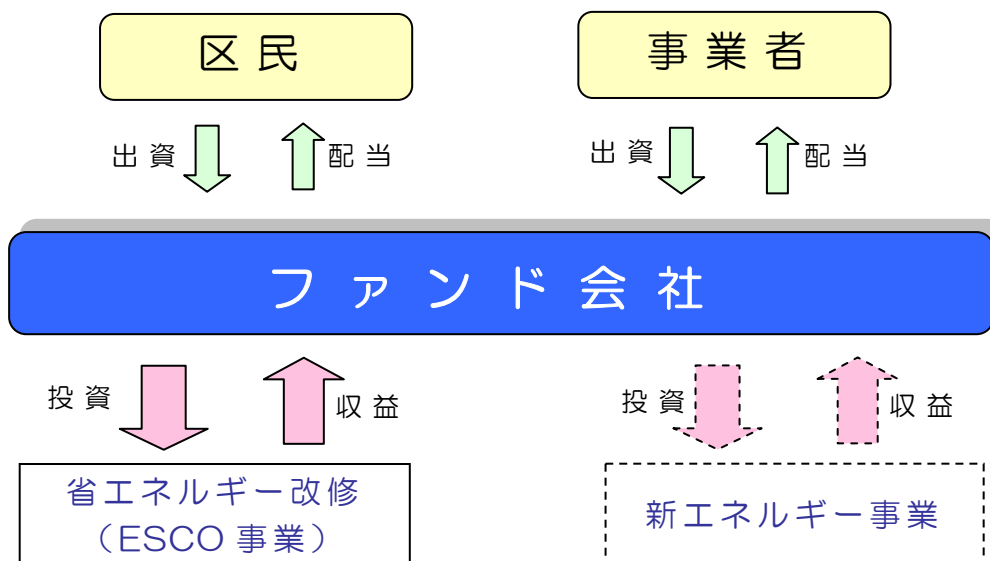 区民
事業者
出資
配当
出資
配当
ファンド会社
投資
収益
投資
収益
省エネルギー改修
（ESCO 事業）
新エネルギー事業